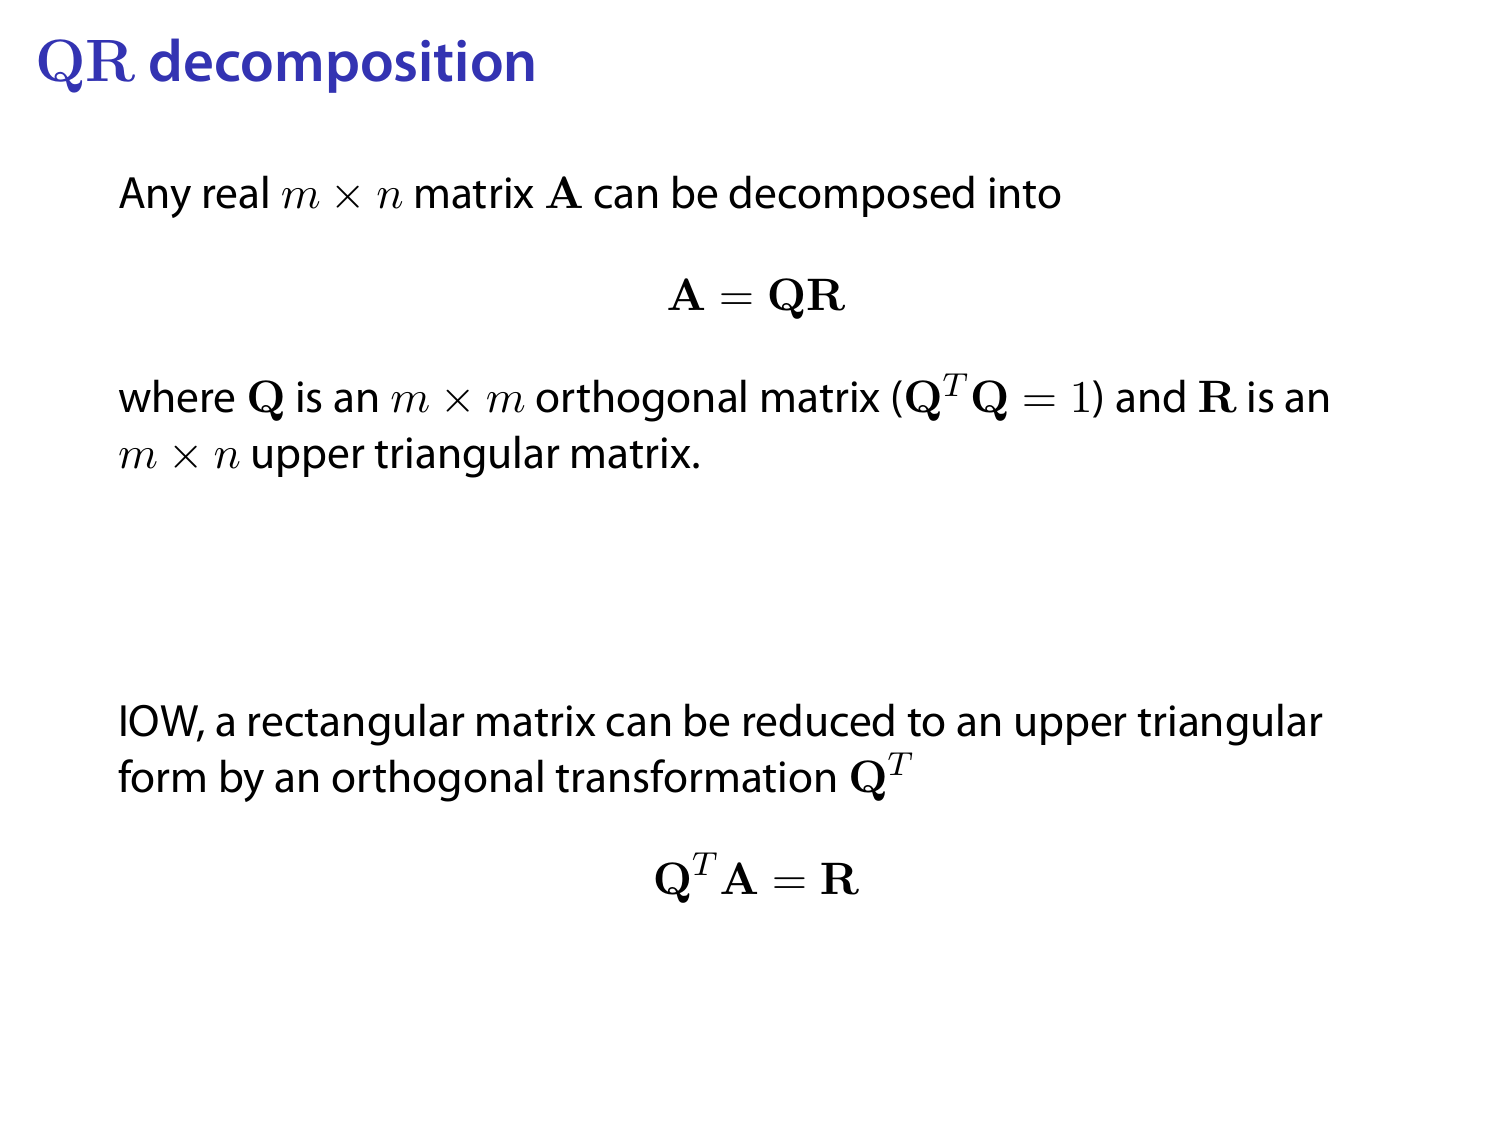 QR decomposition
Any real m × n matrix A can be decomposed into
A = QR
where Q is an m × m orthogonal matrix (Q^T Q = 1) and R is an
m × n upper triangular matrix.
IOW, a rectangular matrix can be reduced to an upper triangular
form by an orthogonal transformation Q^T
Q^T A = R